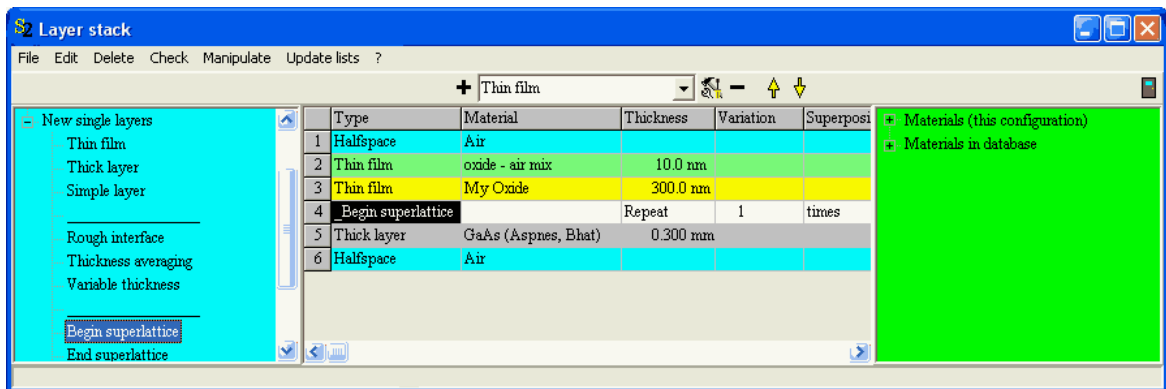 Layer stack
File Edit Delete Check Manipulate Update lists ?
Thin film
New single layers
Thin film
Thick layer
Simple layer
Rough interface
Thickness averaging
Variable thickness
Begin superlattice
End superlattice
Type Material Thickness Variation Superposi
1 Halfspace Air
2 Thin film oxide - air mix 10.0 nm
3 Thin film My Oxide 300.0 nm
4 _Begin superlattice Repeat 1 times
5 Thick layer GaAs (Aspnes, Bhat) 0.300 mm
6 Halfspace Air
Materials (this configuration)
Materials in database